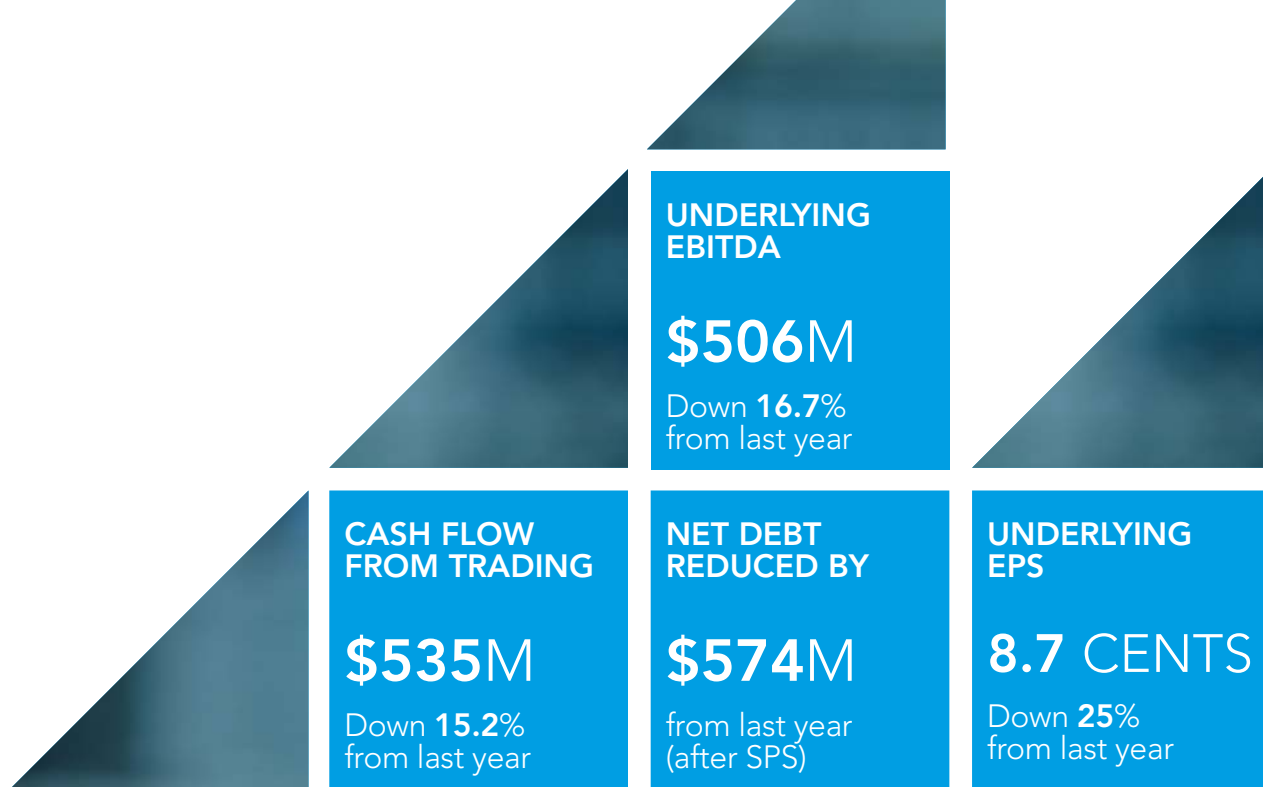 UNDERLYING
EBITDA
$506M
Down 16.7%
from last year
CASH FLOW
FROM TRADING
$535M
Down 15.2%
from last year
NET DEBT
REDUCED BY
$574M
from last year
(after SPS)
UNDERLYING
EPS
8.7 CENTS
Down 25%
from last year